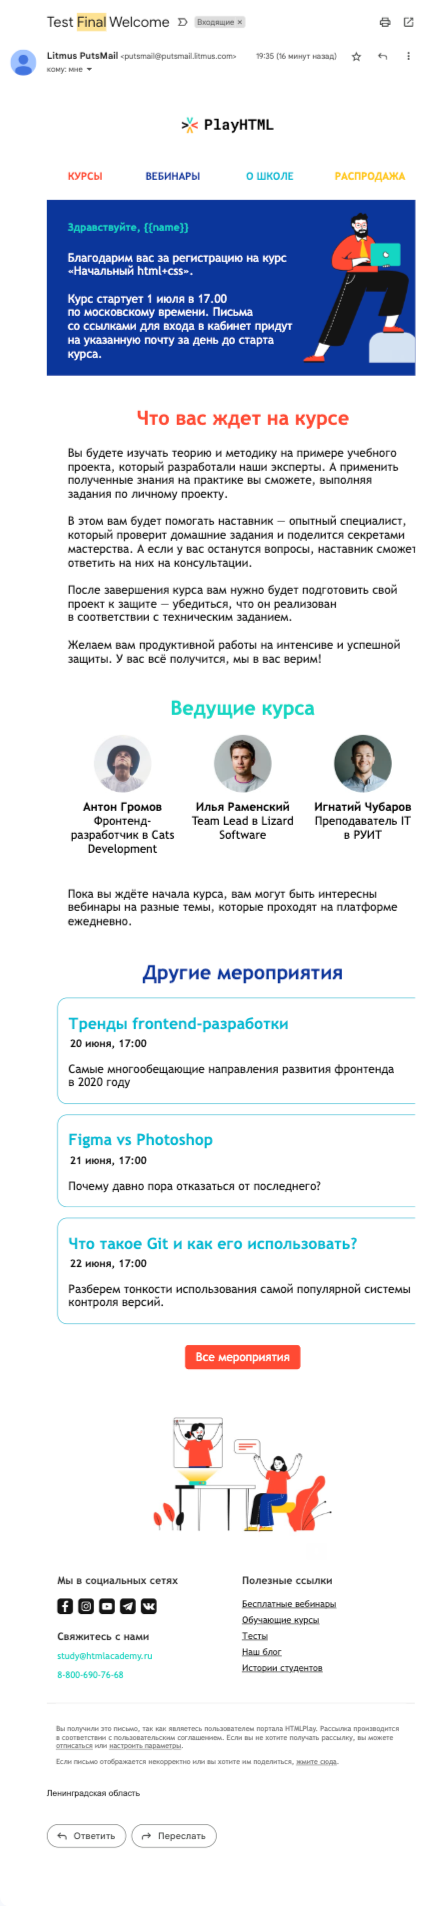 Test Final Welcome Входящие ×
Litmus PutsMail <putsmail@putsmail.litmus.com> 19:35 (16 минут назад)
кому: мне
PlayHTML
КУРСЫ ВЕБИНАРЫ О ШКОЛЕ РАСПРОДАЖА
Здравствуйте, {{name}}
Благодарим вас за регистрацию на курс
«Начальный html+css».
Курс стартует 1 июля в 17.00
по московскому времени. Письма
со ссылками для входа в кабинет придут
на указанную почту за день до старта
курса.
Что вас ждет на курсе
Вы будете изучать теорию и методику на примере учебного
проекта, который разработали наши эксперты. А применить
полученные знания на практике вы сможете, выполняя
задания по личному проекту.
В этом вам будет помогать наставник — опытный специалист,
который проверит домашние задания и поделится секретами
мастерства. А если у вас останутся вопросы, наставник сможет
ответить на них на консультации.
После завершения курса вам нужно будет подготовить свой
проект к защите — убедиться, что он реализован
в соответствии с техническим заданием.
Желаем вам продуктивной работы на интенсиве и успешной
защиты. У вас всё получится, мы в вас верим!
Ведущие курса
Антон Громов
Фронтенд-
разработчик в Cats
Development
Илья Раменский
Team Lead в Lizard
Software
Игнатий Чубаров
Преподаватель IT
в РУИТ
Пока вы ждёте начала курса, вам могут быть интересны
вебинары на разные темы, которые проходят на платформе
ежедневно.
Другие мероприятия
Тренды frontend-разработки
20 июня, 17:00
Самые многообещающие направления развития фронтенда
в 2020 году
Figma vs Photoshop
21 июня, 17:00
Почему давно пора отказаться от последнего?
Что такое Git и как его использовать?
22 июня, 17:00
Разберем тонкости использования самой популярной системы
контроля версий.
Все мероприятия
Мы в социальных сетях
Свяжитесь с нами
study@htmlacademy.ru
8-800-690-76-68
Полезные ссылки
Бесплатные вебинары
Обучающие курсы
Тесты
Наш блог
Истории студентов
Вы получили это письмо, так как являетесь пользователем портала HTMLPlay. Рассылка производится
в соответствии с пользовательским соглашением. Если вы не хотите получать рассылку, вы можете
отписаться или настроить параметры.
Если письмо отображается некорректно или вы хотите им поделиться, жмите сюда.
Ленинградская область
Ответить Переслать